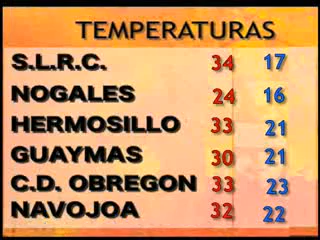 TEMPERATURAS
S.L.R.C. 34 17
NOGALES 24 16
HERMOSILLO 33 21
GUAYMAS 30 21
C.D. OBREGON 33 23
NAVOJOA 32 22